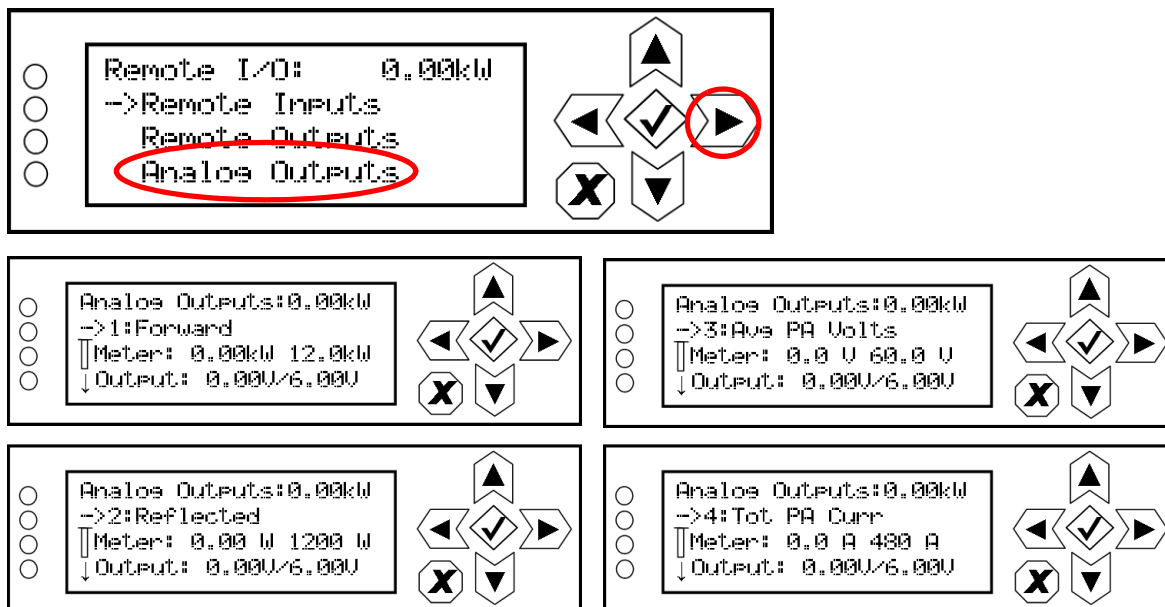 Remote I/O: 0.00kW
->Remote Inputs
Remote Outputs
Analog Outputs
X
Analog Outputs:0.00kW
->1:Forward
Meter: 0.00kW 12.0kW
↓Output: 0.00V/6.00V
X
Analog Outputs:0.00kW
->3:Ave PA Volts
Meter: 0.0 V 60.0 V
↓Output: 0.00V/6.00V
X
Analog Outputs:0.00kW
->2:Reflected
Meter: 0.00 W 1200 W
↓Output: 0.00V/6.00V
X
Analog Outputs:0.00kW
->4:Tot PA Curr
Meter: 0.0 A 480 A
↓Output: 0.00V/6.00V
X